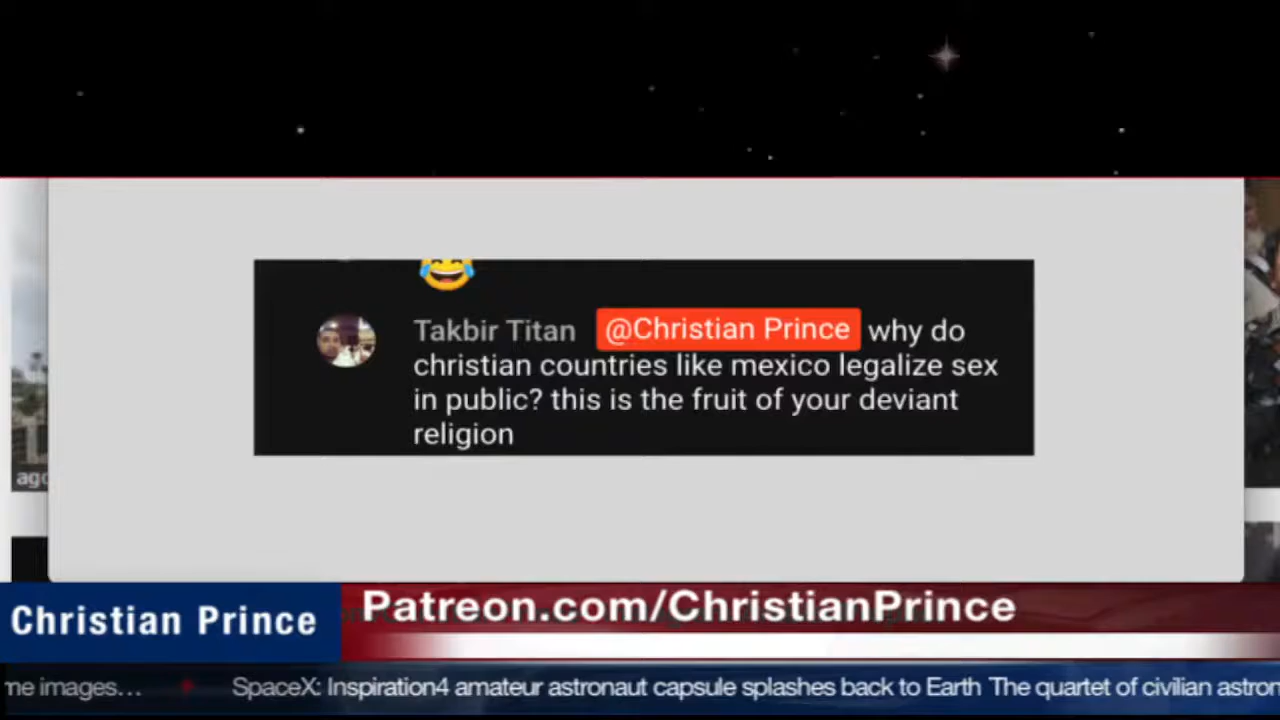 Takbir Titan @Christian Prince why do
christian countries like mexico legalize sex
in public? this is the fruit of your deviant
religion
ago
Christian Prince
Patreon.com/ChristianPrince
me images...
SpaceX: Inspiration4 amateur astronaut capsule splashes back to Earth The quartet of civilian astron